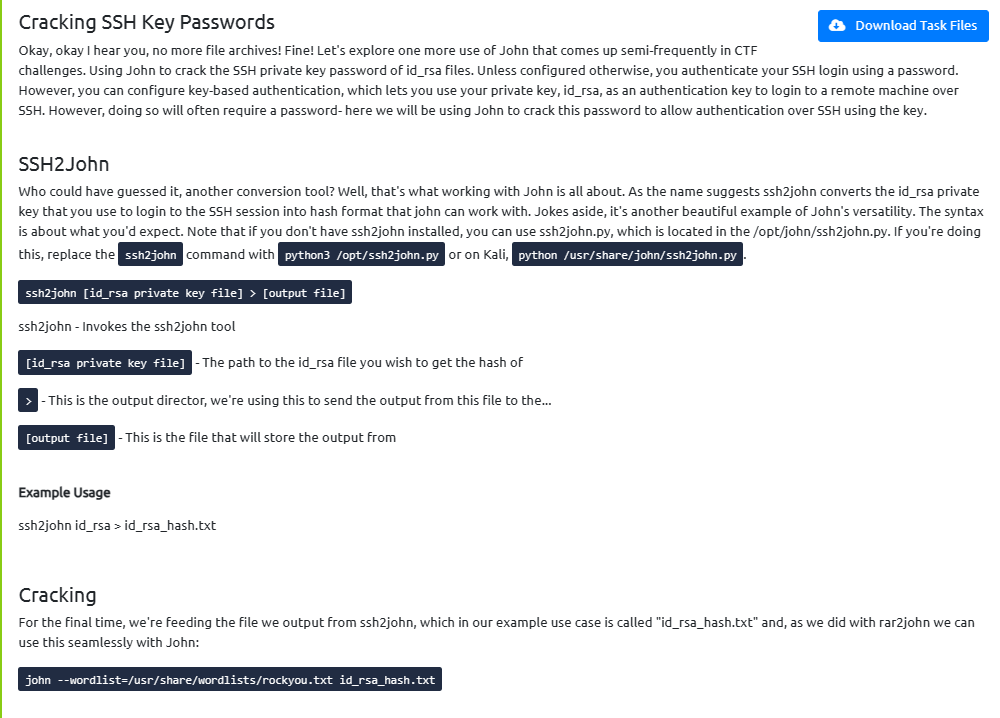 Cracking SSH Key Passwords
Download Task Files
Okay, okay I hear you, no more file archives! Fine! Let's explore one more use of John that comes up semi-frequently in CTF
challenges. Using John to crack the SSH private key password of id_rsa files. Unless configured otherwise, you authenticate your SSH login using a password.
However, you can configure key-based authentication, which lets you use your private key, id_rsa, as an authentication key to login to a remote machine over
SSH. However, doing so will often require a password- here we will be using John to crack this password to allow authentication over SSH using the key.
SSH2John
Who could have guessed it, another conversion tool? Well, that's what working with John is all about. As the name suggests ssh2john converts the id_rsa private
key that you use to login to the SSH session into hash format that john can work with. Jokes aside, it's another beautiful example of John's versatility. The syntax
is about what you'd expect. Note that if you don't have ssh2john installed, you can use ssh2john.py, which is located in the /opt/john/ssh2john.py. If you're doing
this, replace the ssh2john command with python3 /opt/ssh2john.py or on Kali, python /usr/share/john/ssh2john.py.
ssh2john [id_rsa private key file] > [output file]
ssh2john - Invokes the ssh2john tool
[id_rsa private key file] - The path to the id_rsa file you wish to get the hash of
> - This is the output director, we're using this to send the output from this file to the...
[output file] - This is the file that will store the output from
Example Usage
ssh2john id_rsa > id_rsa_hash.txt
Cracking
For the final time, we're feeding the file we output from ssh2john, which in our example use case is called "id_rsa_hash.txt" and, as we did with rar2john we can
use this seamlessly with John:
john --wordlist=/usr/share/wordlists/rockyou.txt id_rsa_hash.txt